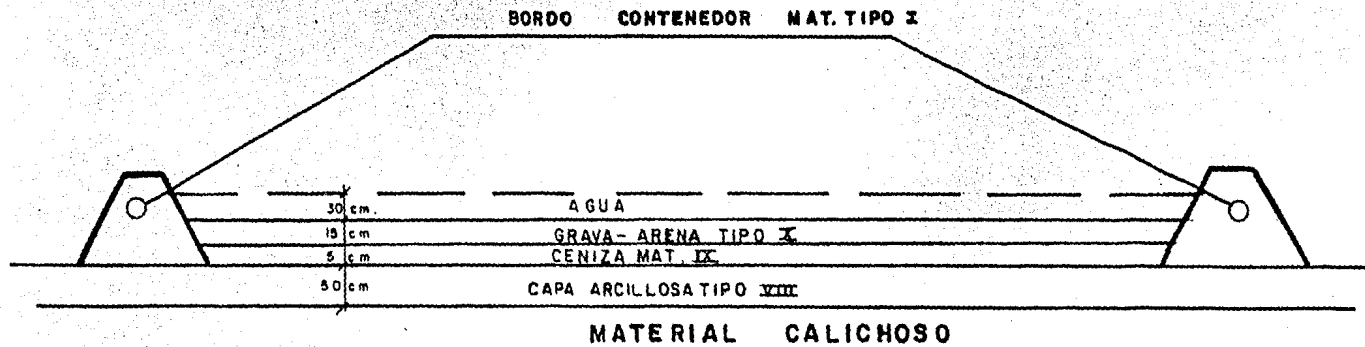 BORDO CONTENEDOR MAT. TIPO X
30 cm. AGUA
15 cm GRAVA-ARENA TIPO X
5 cm CENIZA MAT. IX
50 cm CAPA ARCILLOSA TIPO VIII
MATERIAL CALICHOSO